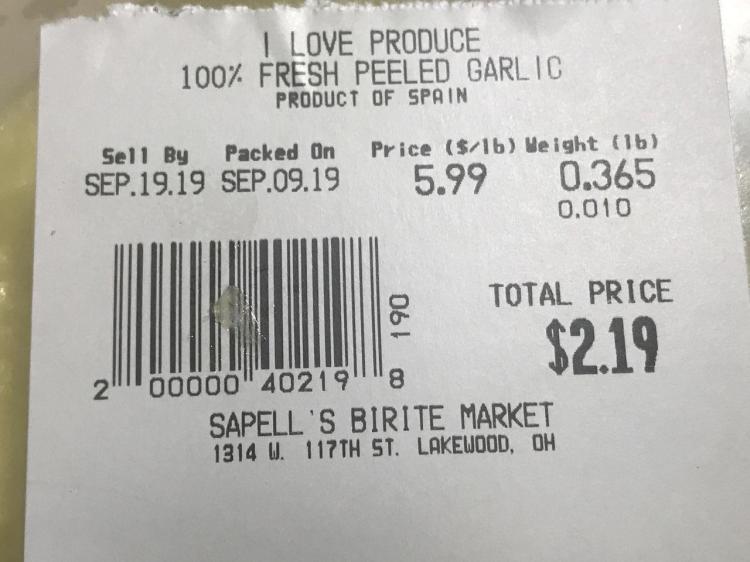 I LOVE PRODUCE
100% FRESH PEELED GARLIC
PRODUCT OF SPAIN
Sell By Packed On Price ($/lb) Weight (lb)
SEP.19.19 SEP.09.19 5.99 0.365
0.010
TOTAL PRICE
$2.19
190
2 00000 40219 8
SAPELL'S BIRITE MARKET
1314 W. 117TH ST. LAKEWOOD, OH